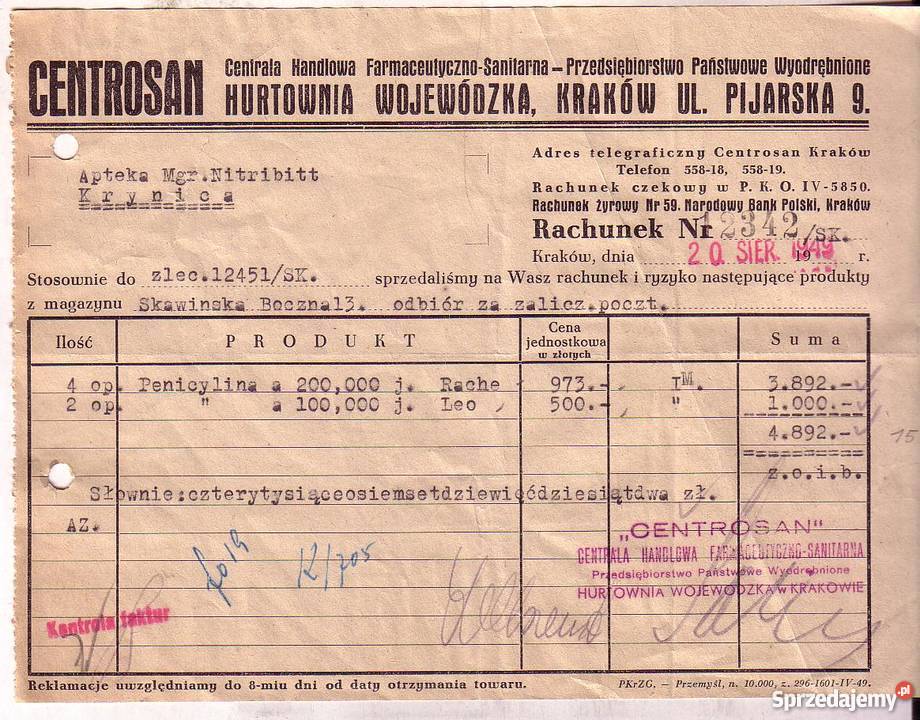 CENTROSAN
Centrala Handlowa Farmaceutyczno-Sanitarna – Przedsiębiorstwo Państwowe Wyodrębnione
HURTOWNIA WOJEWÓDZKA, KRAKÓW UL. PIJARSKA 9.
Adres telegraficzny Centrosan Kraków
Telefon 558-18, 558-19.
Rachunek czekowy w P. K. O. IV-5850.
Rachunek żyrowy Nr 59. Narodowy Bank Polski, Kraków
Apteka Mgr.Nitribitt
Krynica
Rachunek Nr 12342/SK.
Kraków, dnia 20 SIER. 1949 r.
Stosownie do zlec.12451/SK. sprzedaliśmy na Wasz rachunek i ryzyko następujące produkty
z magazynu Skawinska Boczna13. odbiór za zalicz.poczt.
Ilość PRODUKT Cena jednostkowa w złotych Suma
4 op. Penicylina a 200,000 j. Rache 973.- TM. 3.892.-
2 op. " a 100,000 j. Leo 500.- " 1.000.-
4.892.-
15
z.o.i.b.
Słownie:czterytysiąceosiemsetdziewięćdziesiątdwa zł.
AZ.
„CENTROSAN"
CENTRALA HANDLOWA FARMACEUTYCZNO-SANITARNA
Przedsiębiorstwo Państwowe Wyodrębnione
HURTOWNIA WOJEWÓDZKA w KRAKOWIE
K/705
Kontrola faktur
Reklamacje uwzględniamy do 8-miu dni od daty otrzymania towaru.
PKrZG. – Przemyśl, n. 10.000, z. 296-1601-IV-49.
Sprzedajemy.pl